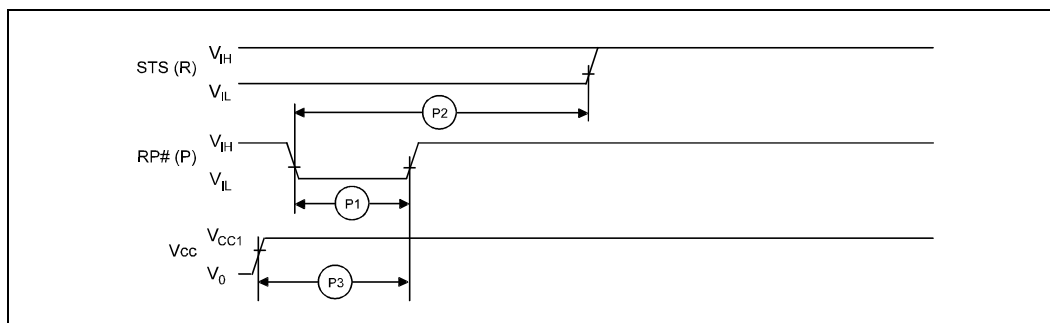 V_IH
STS (R)
V_IL
P2
V_IH
RP# (P)
V_IL
P1
V_CC1
Vcc
V_0
P3